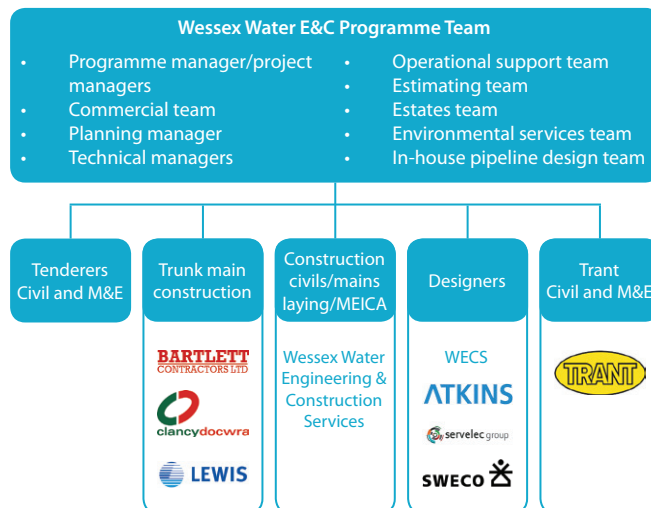 Wessex Water E&C Programme Team
• Programme manager/project
managers
• Commercial team
• Planning manager
• Technical managers
• Operational support team
• Estimating team
• Estates team
• Environmental services team
• In-house pipeline design team
Tenderers
Civil and M&E
Trunk main
construction
BARTLETT
CONTRACTORS LTD
clancydocwra
LEWIS
Construction
civils/mains
laying/MEICA
Wessex Water
Engineering &
Construction
Services
Designers
WECS
ATKINS
servelec group
SWECO
Trant
Civil and M&E
TRANT